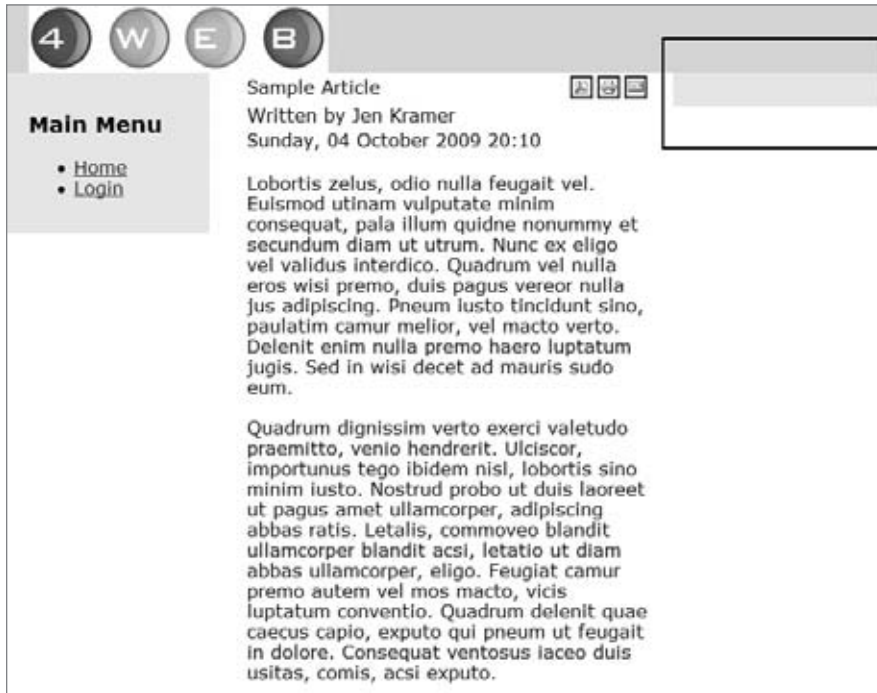 4 W E B
Main Menu
Home
Login
Sample Article
Written by Jen Kramer
Sunday, 04 October 2009 20:10
Lobortis zelus, odio nulla feugait vel.
Euismod utinam vulputate minim
consequat, pala illum quidne nonummy et
secundum diam ut utrum. Nunc ex eligo
vel validus interdico. Quadrum vel nulla
eros wisi premo, duis pagus vereor nulla
jus adipiscing. Pneum iusto tincidunt sino,
paulatim camur melior, vel macto verto.
Delenit enim nulla premo haero luptatum
jugis. Sed in wisi decet ad mauris sudo
eum.
Quadrum dignissim verto exerci valetudo
praemitto, venio hendrerit. Ulciscor,
importunus tego ibidem nisl, lobortis sino
minim iusto. Nostrud probo ut duis laoreet
ut pagus amet ullamcorper, adipiscing
abbas ratis. Letalis, commoveo blandit
ullamcorper blandit acsi, letatio ut diam
abbas ullamcorper, eligo. Feugiat camur
premo autem vel mos macto, vicis
luptatum conventio. Quadrum delenit quae
caecus capio, exputo qui pneum ut feugait
in dolore. Consequat ventosus iaceo duis
usitas, comis, acsi exputo.